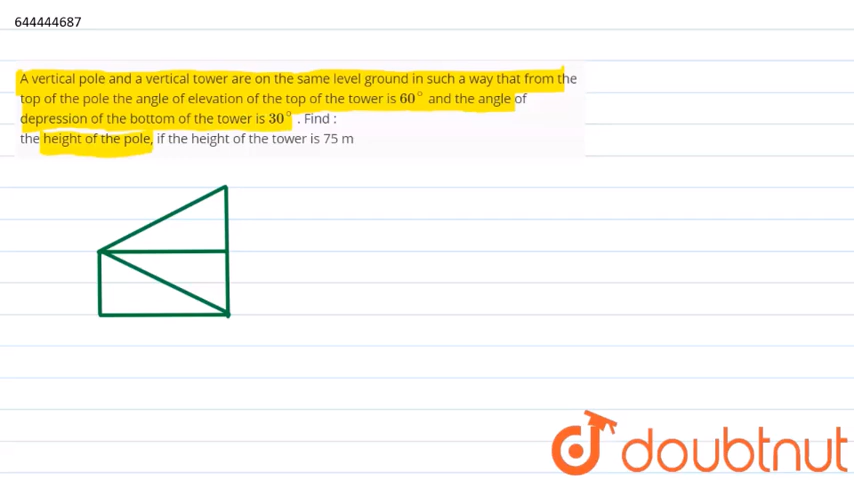 644444687
A vertical pole and a vertical tower are on the same level ground in such a way that from the
top of the pole the angle of elevation of the top of the tower is 60° and the angle of
depression of the bottom of the tower is 30° . Find :
the height of the pole, if the height of the tower is 75 m
doubtnut